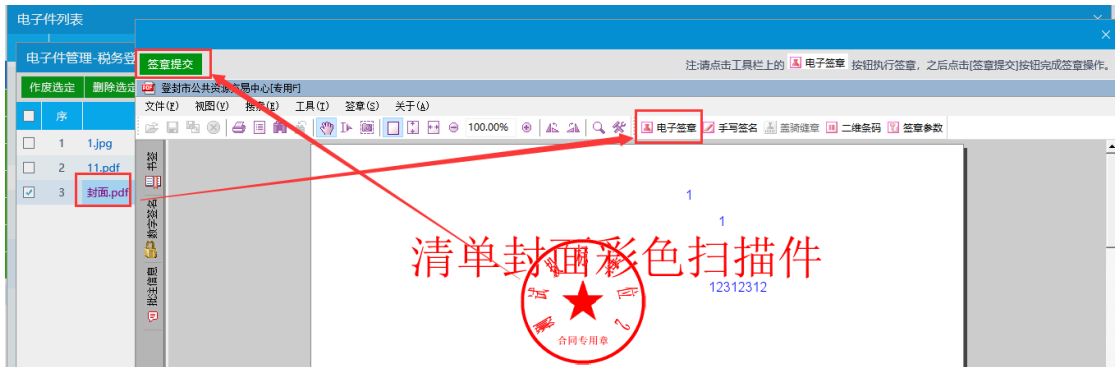 电子件列表
电子件管理-税务登
签章提交
注:请点击工具栏上的 电子签章 按钮执行签章, 之后点击[签章提交]按钮完成签章操作。
作废选定 删除选定
登封市公共资源交易中心[专用]
文件(F) 视图(V) 搜索(E) 工具(T) 签章(S) 关于(A)
100.00% 电子签章 手写签名 盖骑缝章 二维条码 签章参数
序
1 1.jpg
2 11.pdf
3 封面.pdf
书签
数字签名
批注信息
1
1
清单封面彩色扫描件
12312312
合同专用章